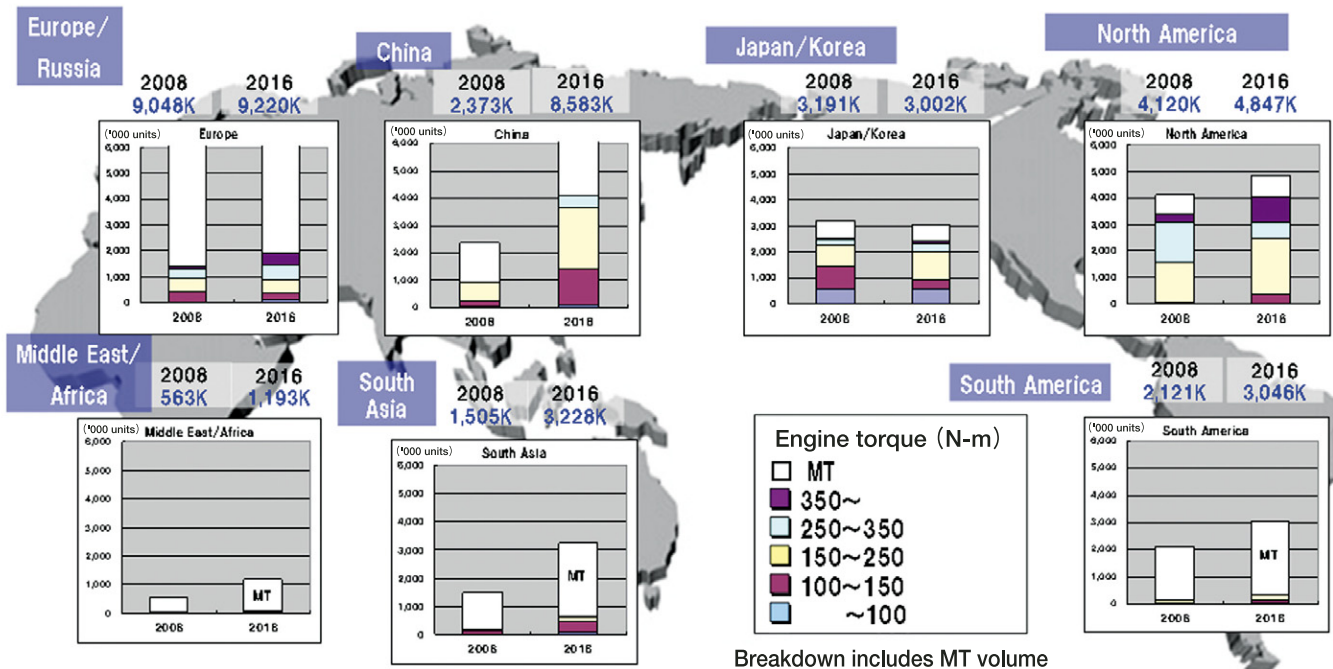 Europe/
Russia
2008 2016
9,048K 9,220K
('000 units)
Europe
6,000
5,000
4,000
3,000
2,000
1,000
0
2008 2016
China
2008 2016
2,373K 8,583K
('000 units)
China
6,000
5,000
4,000
3,000
2,000
1,000
0
2008 2016
Japan/Korea
2008 2016
3,191K 3,002K
('000 units)
Japan/Korea
6,000
5,000
4,000
3,000
2,000
1,000
0
2008 2016
North America
2008 2016
4,120K 4,847K
('000 units)
North America
6,000
5,000
4,000
3,000
2,000
1,000
0
2008 2016
Middle East/
Africa
2008 2016
563K 1,193K
('000 units)
Middle East/Africa
6,000
5,000
4,000
3,000
2,000
1,000
0
MT
2008 2016
South
Asia
2008 2016
1,505K 3,228K
('000 units)
South Asia
6,000
5,000
4,000
3,000
2,000
1,000
0
MT
2008 2016
Engine torque (N-m)
MT
350~
250~350
150~250
100~150
~100
Breakdown includes MT volume
South America
2008 2016
2,121K 3,046K
('000 units)
South America
6,000
5,000
4,000
3,000
2,000
1,000
0
MT
2008 2016